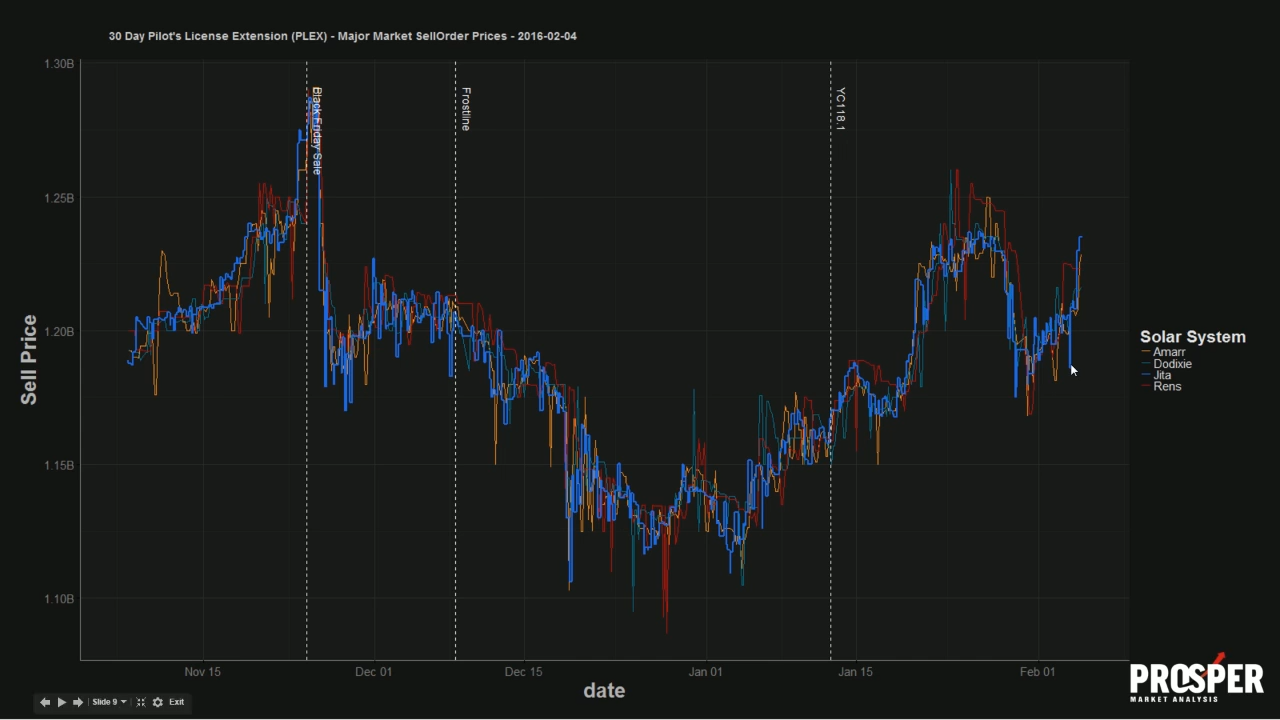 30 Day Pilot's License Extension (PLEX) - Major Market SellOrder Prices - 2016-02-04
1.30B
1.25B
1.20B
1.15B
1.10B
Sell Price
Black Friday Sale
Frostline
YC118.1
Nov 15
Dec 01
Dec 15
Jan 01
Jan 15
Feb 01
date
Solar System
Amarr
Dodixie
Jita
Rens
PROSPER
MARKET ANALYSIS
Slide 9
Exit